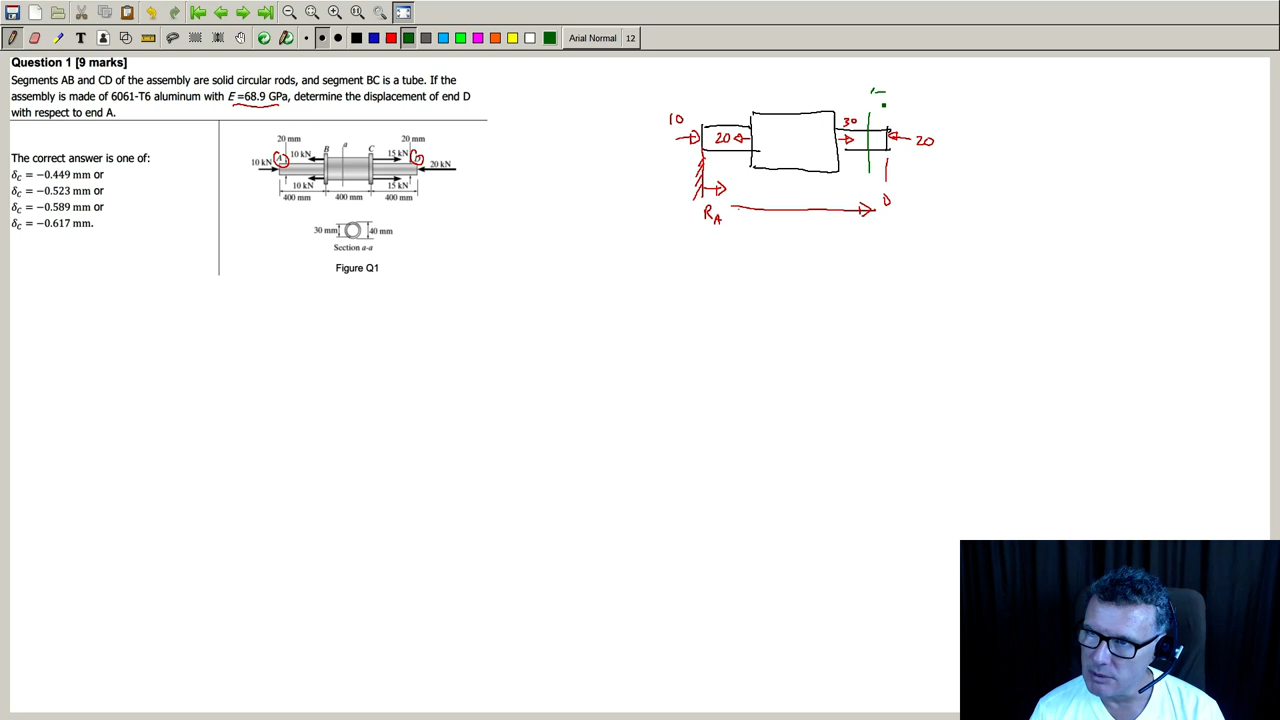 Arial Normal 12
Question 1 [9 marks]
Segments AB and CD of the assembly are solid circular rods, and segment BC is a tube. If the
assembly is made of 6061-T6 aluminum with E =68.9 GPa, determine the displacement of end D
with respect to end A.
The correct answer is one of:
δC = −0.449 mm or
δC = −0.523 mm or
δC = −0.589 mm or
δC = −0.617 mm.
20 mm
20 mm
10 kN
A
10 kN
B
a
C
15 kN
20 kN
10 kN
15 kN
400 mm
400 mm
400 mm
30 mm
40 mm
Section a-a
Figure Q1
10
20
30
20
RA
D